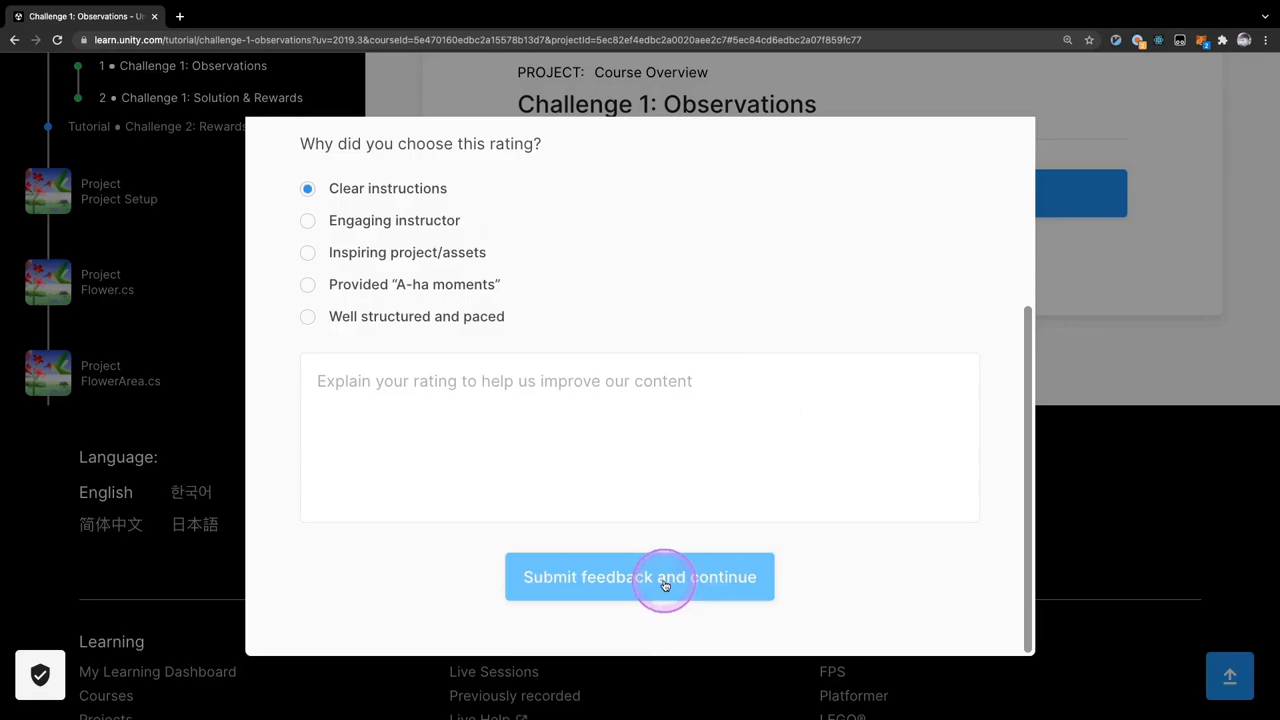 Challenge 1: Observations - U
learn.unity.com/tutorial/challenge-1-observations?uv=2019.3&courseId=5e470160edbc2a15578b13d7&projectId=5ec82ef4edbc2a0020aee2c7#5ec84cd6edbc2a07f859fc77
1 • Challenge 1: Observations
2 • Challenge 1: Solution & Rewards
Tutorial • Challenge 2: Rewards
Project
Project Setup
Project
Flower.cs
Project
FlowerArea.cs
PROJECT: Course Overview
Challenge 1: Observations
Why did you choose this rating?
Clear instructions
Engaging instructor
Inspiring project/assets
Provided “A-ha moments”
Well structured and paced
Explain your rating to help us improve our content
Submit feedback and continue
Language:
English 한국어
简体中文 日本語
Learning
My Learning Dashboard
Courses
Projects
Live Sessions
Previously recorded
Live Help
FPS
Platformer
LEGO®